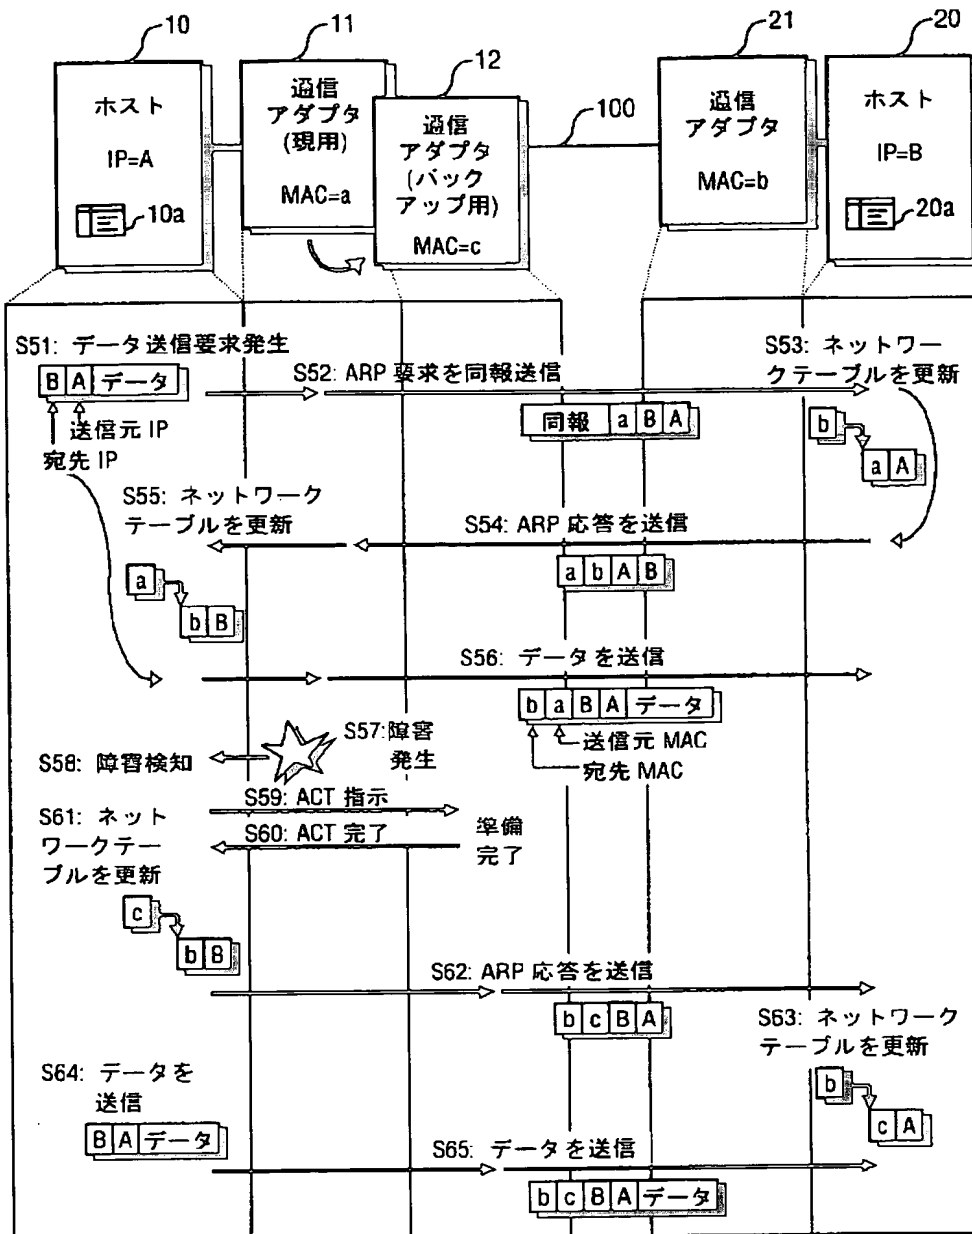 10
11
12
21
20
ホスト
IP=A
10a
通信
アダプタ
(現用)
MAC=a
通信
アダプタ
(バック
アップ用)
MAC=c
100
通信
アダプタ
MAC=b
ホスト
IP=B
20a
S51: データ送信要求発生
B A データ
送信元 IP
宛先 IP
S52: ARP 要求を同報送信
同報 a B A
S53: ネットワー
クテーブルを更新
b
a A
S54: ARP 応答を送信
a b A B
S55: ネットワーク
テーブルを更新
a
b B
S56: データを送信
b a B A データ
送信元 MAC
宛先 MAC
S57:障害
発生
S58: 障害検知
S59: ACT 指示
S60: ACT 完了
準備
完了
S61: ネット
ワークテー
ブルを更新
c
b B
S62: ARP 応答を送信
b c B A
S63: ネットワーク
テーブルを更新
b
c A
S64: データを
送信
B A データ
S65: データを送信
b c B A データ